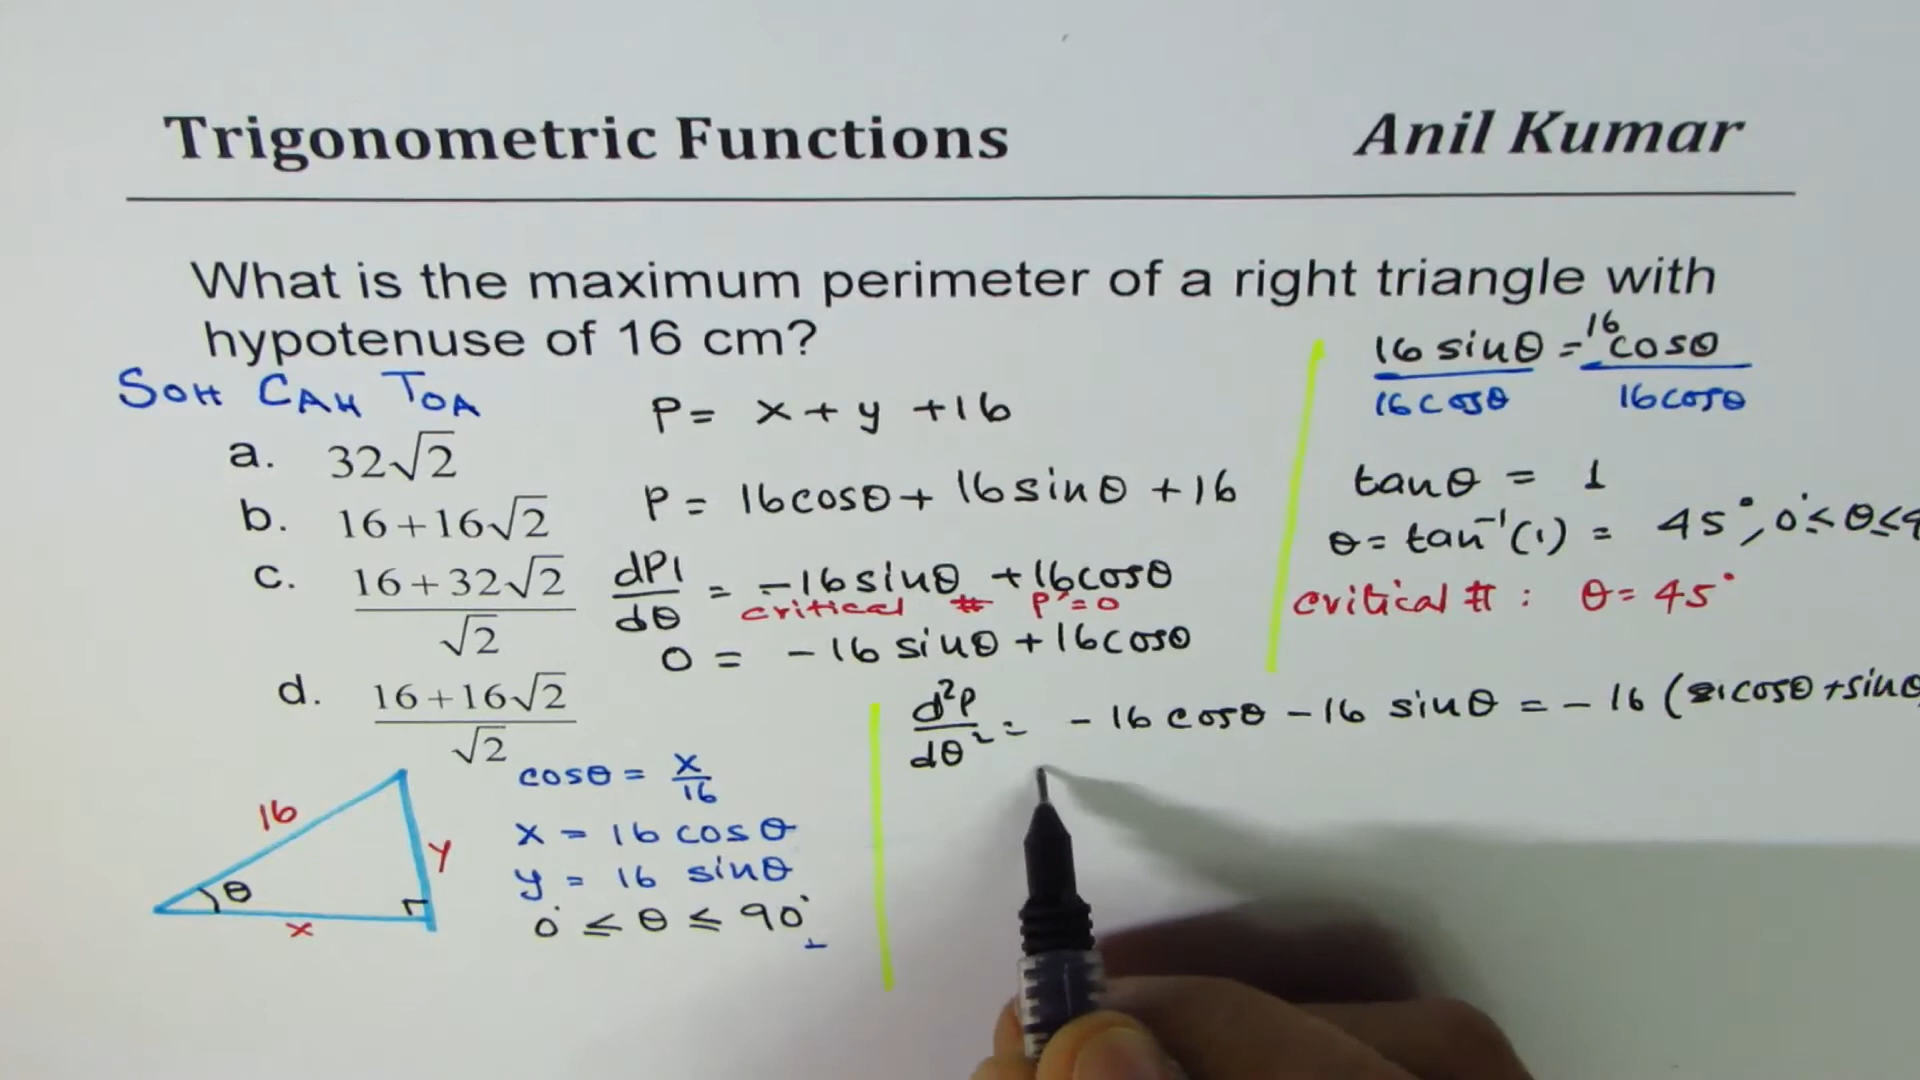 Trigonometric Functions Anil Kumar
What is the maximum perimeter of a right triangle with
hypotenuse of 16 cm?
SOH CAH TOA
a. 32√2
b. 16+16√2
c. (16+32√2)/√2
d. (16+16√2)/√2
16
y
θ
x
cosθ = x/16
x = 16 cosθ
y = 16 sinθ
0° ≤ θ ≤ 90°
P = x + y + 16
P = 16cosθ + 16sinθ + 16
dP/dθ = -16sinθ + 16cosθ
critical # P'=0
0 = -16 sinθ + 16cosθ
16 sinθ/16cosθ = 16 cosθ/16cosθ
tanθ = 1
θ = tan⁻¹(1) = 45°, 0° ≤ θ ≤ 9
critical # : θ = 45°
d²P/dθ² = -16 cosθ - 16 sinθ = -16 (cosθ + sinθ